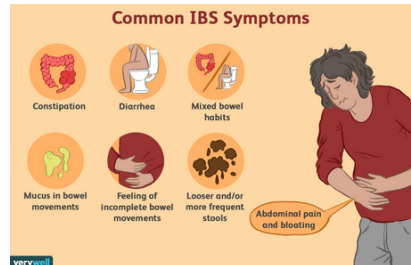 Common IBS Symptoms
Constipation
Diarrhea
Mixed bowel
habits
Mucus in bowel
movements
Feeling of
incomplete bowel
movements
Looser and/or
more frequent
stools
Abdominal pain
and bloating
verywell